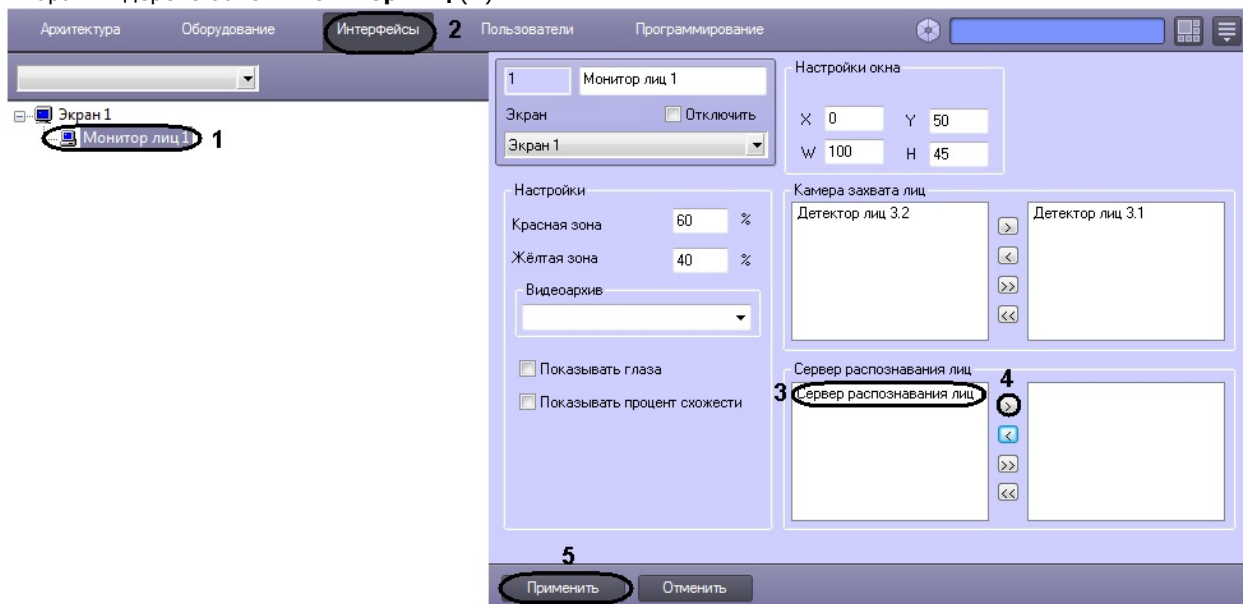 Архитектура Оборудование Интерфейсы 2 Пользователи Программирование
Экран 1
Монитор лиц 1 1
1 Монитор лиц 1
Экран Отключить
Экран 1
Настройки окна
X 0 Y 50
W 100 H 45
Настройки
Красная зона 60 %
Жёлтая зона 40 %
Видеоархив
Показывать глаза
Показывать процент схожести
Камера захвата лиц
Детектор лиц 3.2 > Детектор лиц 3.1
<
>>
<<
Сервер распознавания лиц 4
3 Сервер распознавания лиц >
<
>>
<<
5
Применить Отменить